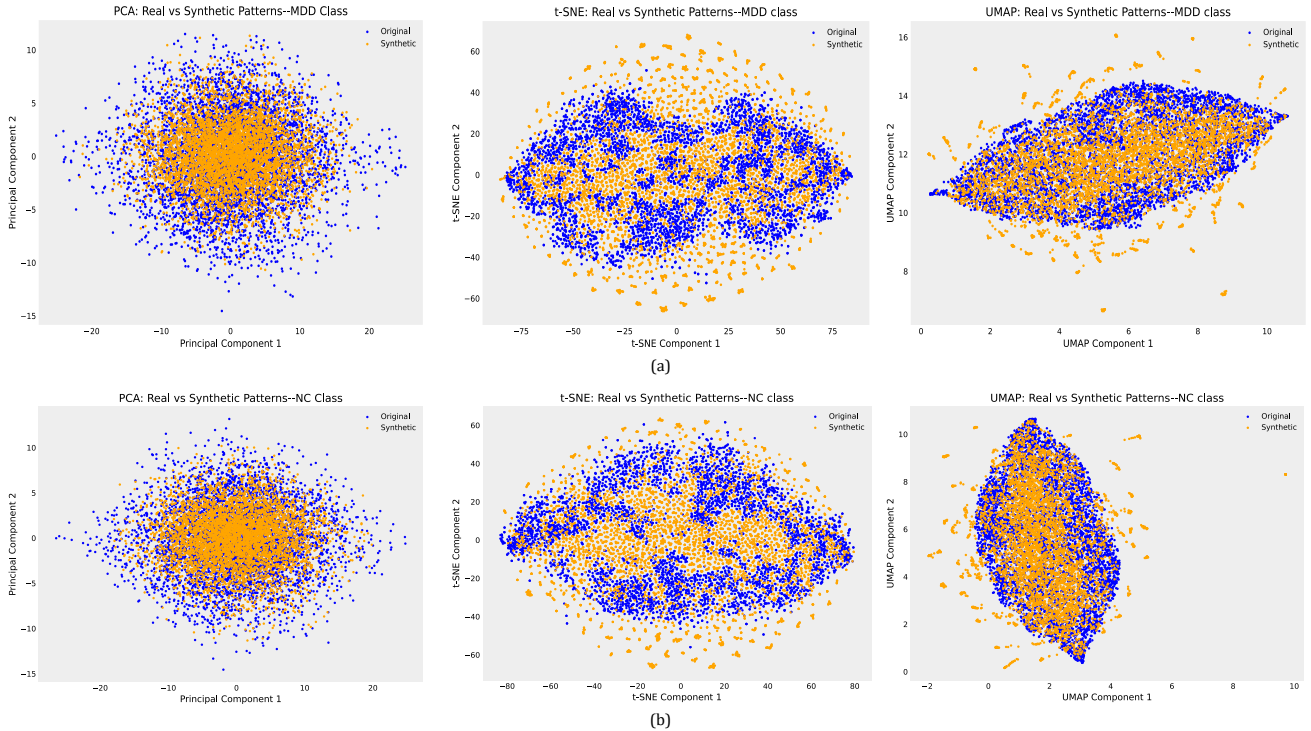 PCA: Real vs Synthetic Patterns--MDD Class
Original
Synthetic
Principal Component 2
10
5
0
−5
−10
−15
−20
−10
0
10
20
Principal Component 1
t-SNE: Real vs Synthetic Patterns--MDD class
Original
Synthetic
t-SNE Component 2
60
40
20
0
−20
−40
−60
−75
−50
−25
0
25
50
75
t-SNE Component 1
UMAP: Real vs Synthetic Patterns--MDD class
Original
Synthetic
UMAP Component 2
16
14
12
10
8
0
2
4
6
8
10
UMAP Component 1
(a)
PCA: Real vs Synthetic Patterns--NC Class
Original
Synthetic
Principal Component 2
10
5
0
−5
−10
−15
−20
−10
0
10
20
Principal Component 1
t-SNE: Real vs Synthetic Patterns--NC class
Original
Synthetic
t-SNE Component 2
60
40
20
0
−20
−40
−60
−80
−60
−40
−20
0
20
40
60
80
t-SNE Component 1
UMAP: Real vs Synthetic Patterns--NC class
Original
Synthetic
UMAP Component 2
10
8
6
4
2
0
−2
0
2
4
6
8
10
UMAP Component 1
(b)